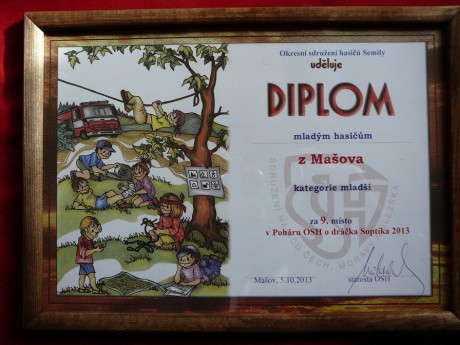 Okresní sdružení hasičů Semily
uděluje
DIPLOM
mladým hasičům
z Mašova
kategorie mladší
za 9. místo
v Poháru OSH o dráčka Soptíka 2013
Mašov, 5.10.2013
starosta OSH